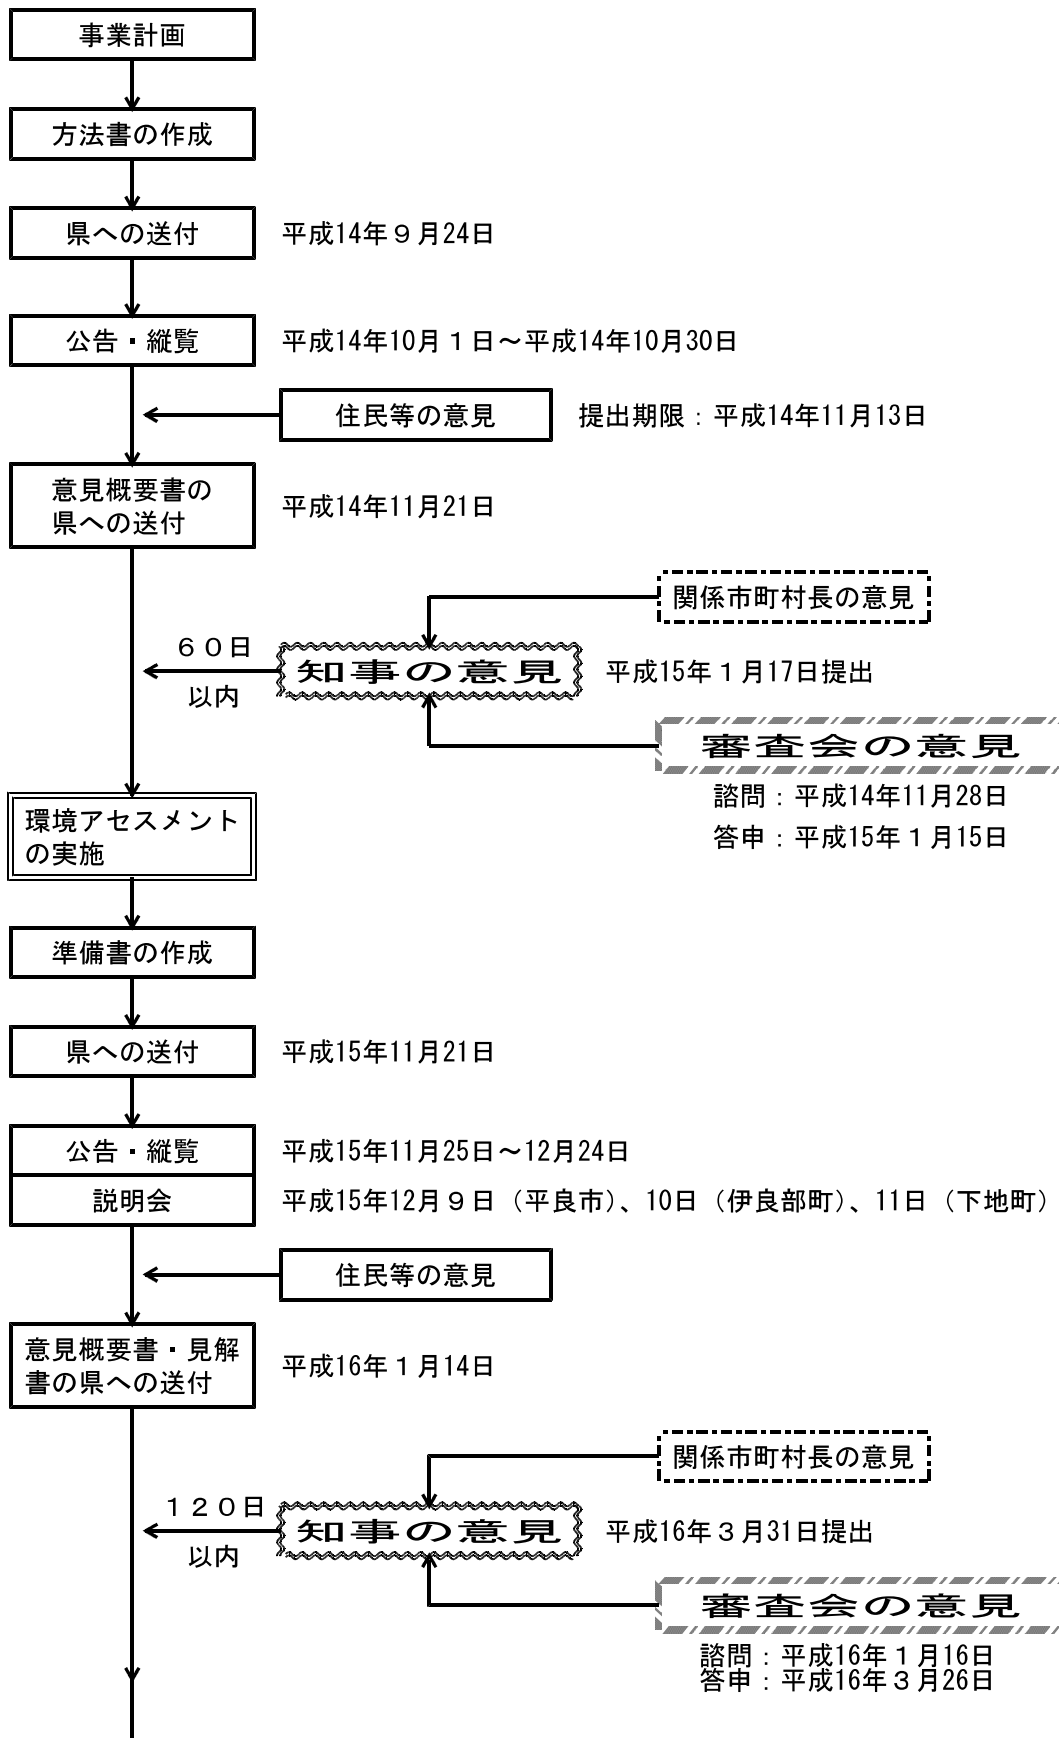 事業計画
方法書の作成
県への送付
平成14年９月24日
公告・縦覧
平成14年10月１日～平成14年10月30日
住民等の意見
提出期限：平成14年11月13日
意見概要書の
県への送付
平成14年11月21日
関係市町村長の意見
６０日
以内
知事の意見
平成15年１月17日提出
審査会の意見
諮問：平成14年11月28日
答申：平成15年１月15日
環境アセスメント
の実施
準備書の作成
県への送付
平成15年11月21日
公告・縦覧
平成15年11月25日～12月24日
説明会
平成15年12月９日（平良市）、10日（伊良部町）、11日（下地町）
住民等の意見
意見概要書・見解
書の県への送付
平成16年１月14日
関係市町村長の意見
１２０日
以内
知事の意見
平成16年３月31日提出
審査会の意見
諮問：平成16年１月16日
答申：平成16年３月26日